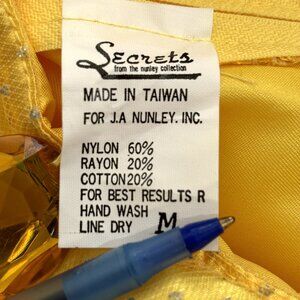 Secrets
from the nunley collection
MADE IN TAIWAN
FOR J.A NUNLEY. INC.
NYLON 60%
RAYON 20%
COTTON20%
FOR BEST RESULTS R
HAND WASH
LINE DRY M